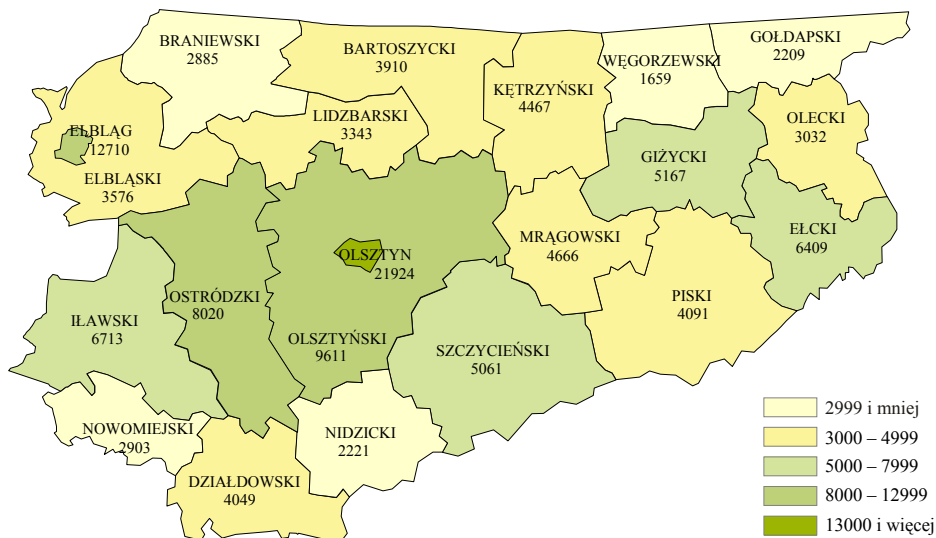 BRANIEWSKI
2885
BARTOSZYCKI
3910
GOŁDAPSKI
2209
WĘGORZEWSKI
1659
KĘTRZYŃSKI
4467
LIDZBARSKI
3343
OLECKI
3032
ELBLĄG
12710
ELBLĄSKI
3576
GIŻYCKI
5167
EŁCKI
6409
MRĄGOWSKI
4666
OLSZTYN
21924
OSTRÓDZKI
8020
PISKI
4091
IŁAWSKI
6713
OLSZTYŃSKI
9611
SZCZYCIEŃSKI
5061
NOWOMIEJSKI
2903
NIDZICKI
2221
DZIAŁDOWSKI
4049
2999 i mniej
3000 – 4999
5000 – 7999
8000 – 12999
13000 i więcej